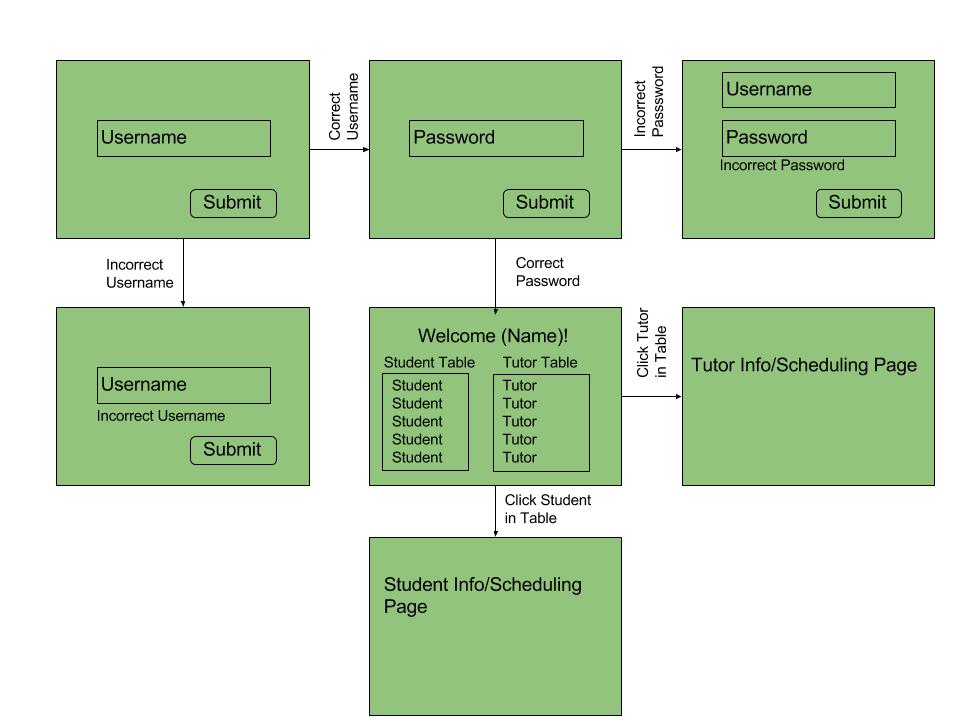 Username
Submit
Correct
Username
Password
Submit
Incorrect
Passsword
Username
Password
Incorrect Password
Submit
Incorrect
Username
Correct
Password
Username
Incorrect Username
Submit
Welcome (Name)!
Student Table
Student
Student
Student
Student
Student
Tutor Table
Tutor
Tutor
Tutor
Tutor
Tutor
Click Tutor
in Table
Tutor Info/Scheduling Page
Click Student
in Table
Student Info/Scheduling
Page